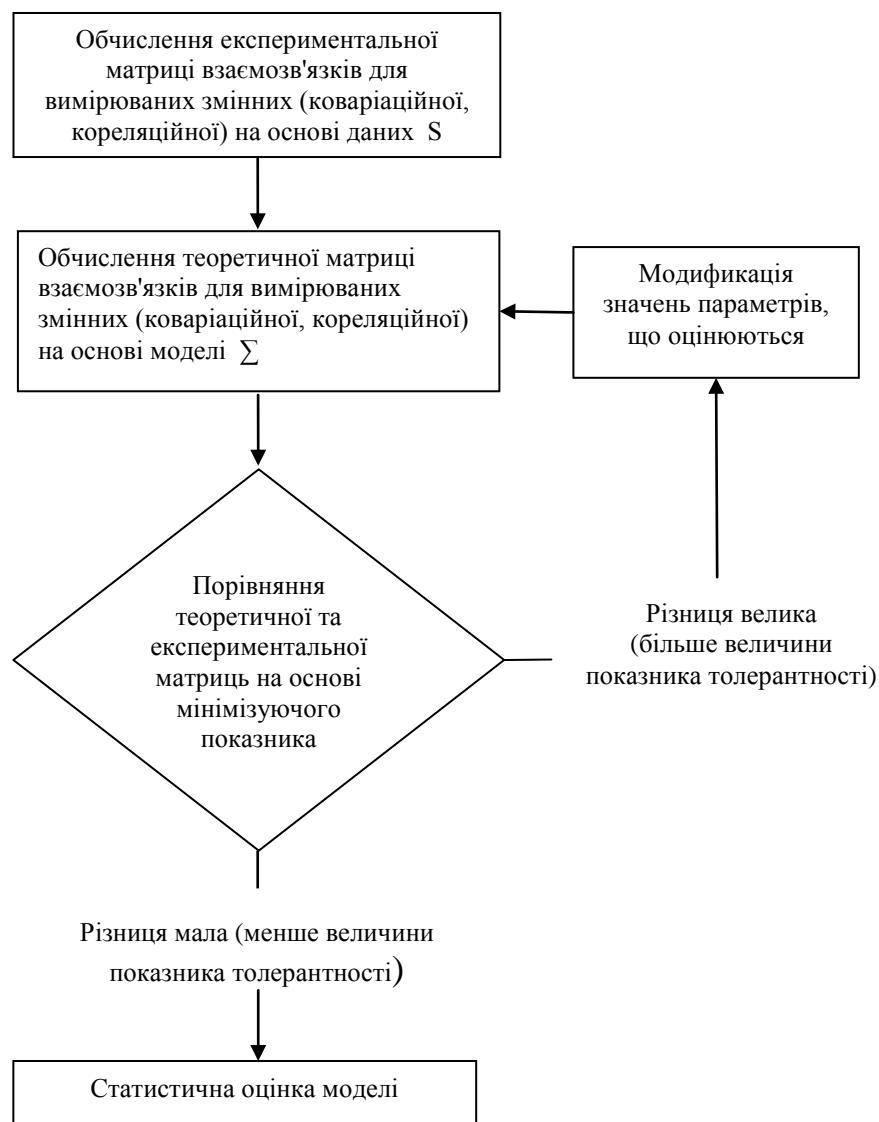 Обчислення експериментальної
матриці взаємозв'язків для
вимірюваних змінних (коваріаційної,
кореляційної) на основі даних S
Обчислення теоретичної матриці
взаємозв'язків для вимірюваних
змінних (коваріаційної, кореляційної)
на основі моделі ∑
Модификація
значень параметрів,
що оцінюються
Порівняння
теоретичної та
експериментальної
матриць на основі
мінімізуючого
показника
Різниця велика
(більше величини
показника толерантності)
Різниця мала (менше величини
показника толерантності)
Статистична оцінка моделі